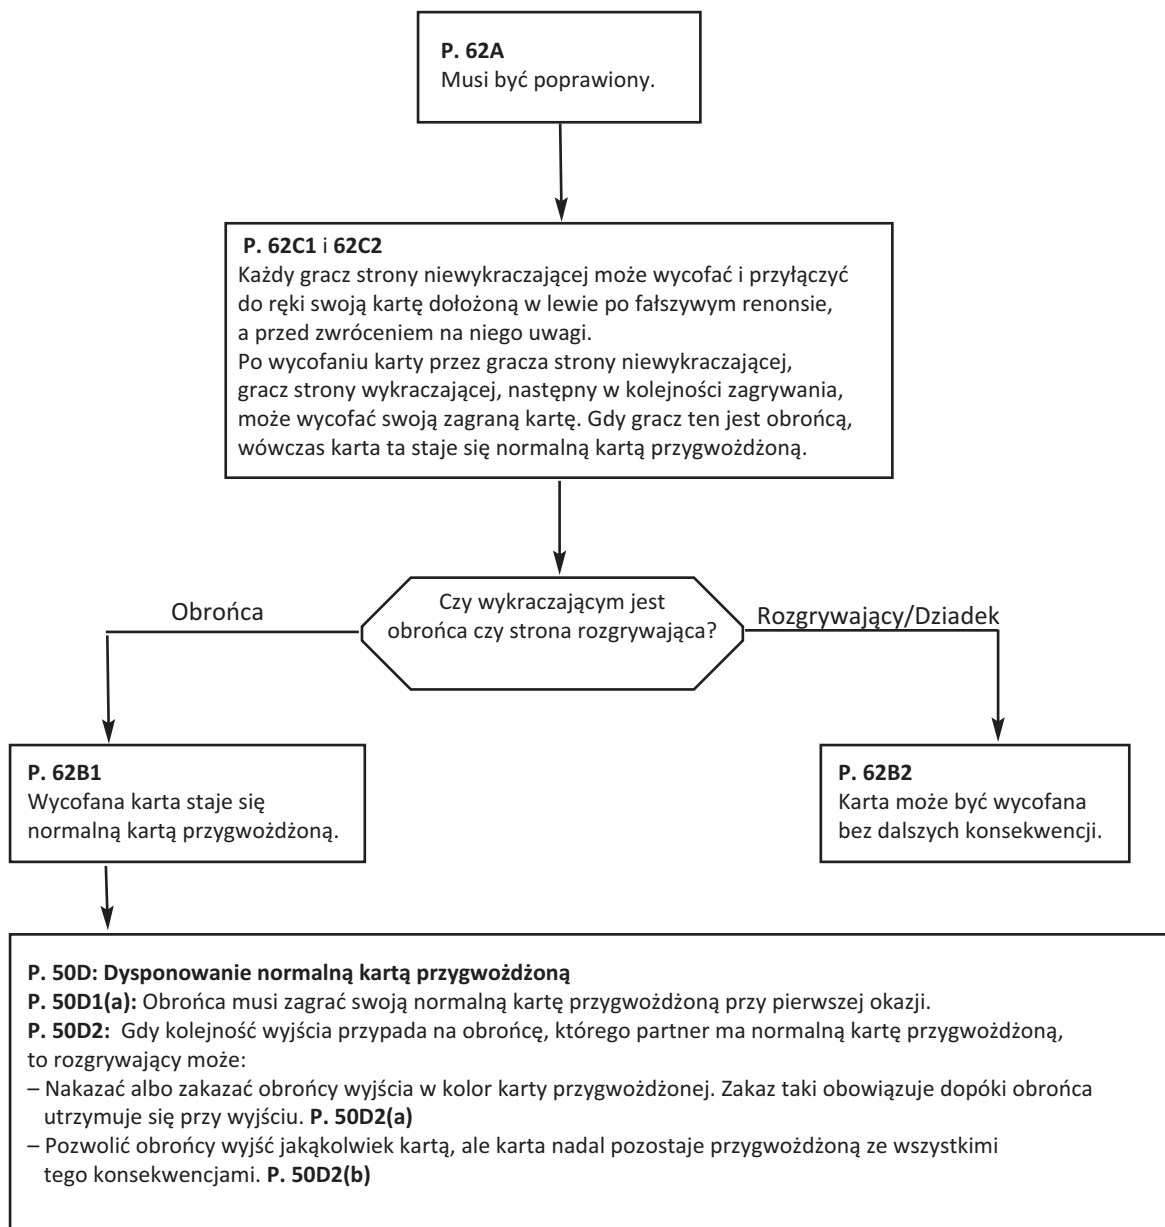 P. 62A
Musi być poprawiony.
P. 62C1 i 62C2
Każdy gracz strony niewykraczającej może wycofać i przyłączyć
do ręki swoją kartę dołożoną w lewie po fałszywym renonsie,
a przed zwróceniem na niego uwagi.
Po wycofaniu karty przez gracza strony niewykraczającej,
gracz strony wykraczającej, następny w kolejności zagrywania,
może wycofać swoją zagraną kartę. Gdy gracz ten jest obrońcą,
wówczas karta ta staje się normalną kartą przygwożdżoną.
Czy wykraczającym jest
obrońca czy strona rozgrywająca?
Obrońca
Rozgrywający/Dziadek
P. 62B1
Wycofana karta staje się
normalną kartą przygwożdżoną.
P. 62B2
Karta może być wycofana
bez dalszych konsekwencji.
P. 50D: Dysponowanie normalną kartą przygwożdżoną
P. 50D1(a): Obrońca musi zagrać swoją normalną kartę przygwożdżoną przy pierwszej okazji.
P. 50D2: Gdy kolejność wyjścia przypada na obrońcę, którego partner ma normalną kartę przygwożdżoną,
to rozgrywający może:
– Nakazać albo zakazać obrońcy wyjścia w kolor karty przygwożdżonej. Zakaz taki obowiązuje dopóki obrońca
utrzymuje się przy wyjściu. P. 50D2(a)
– Pozwolić obrońcy wyjść jakąkolwiek kartą, ale karta nadal pozostaje przygwożdżoną ze wszystkimi
tego konsekwencjami. P. 50D2(b)